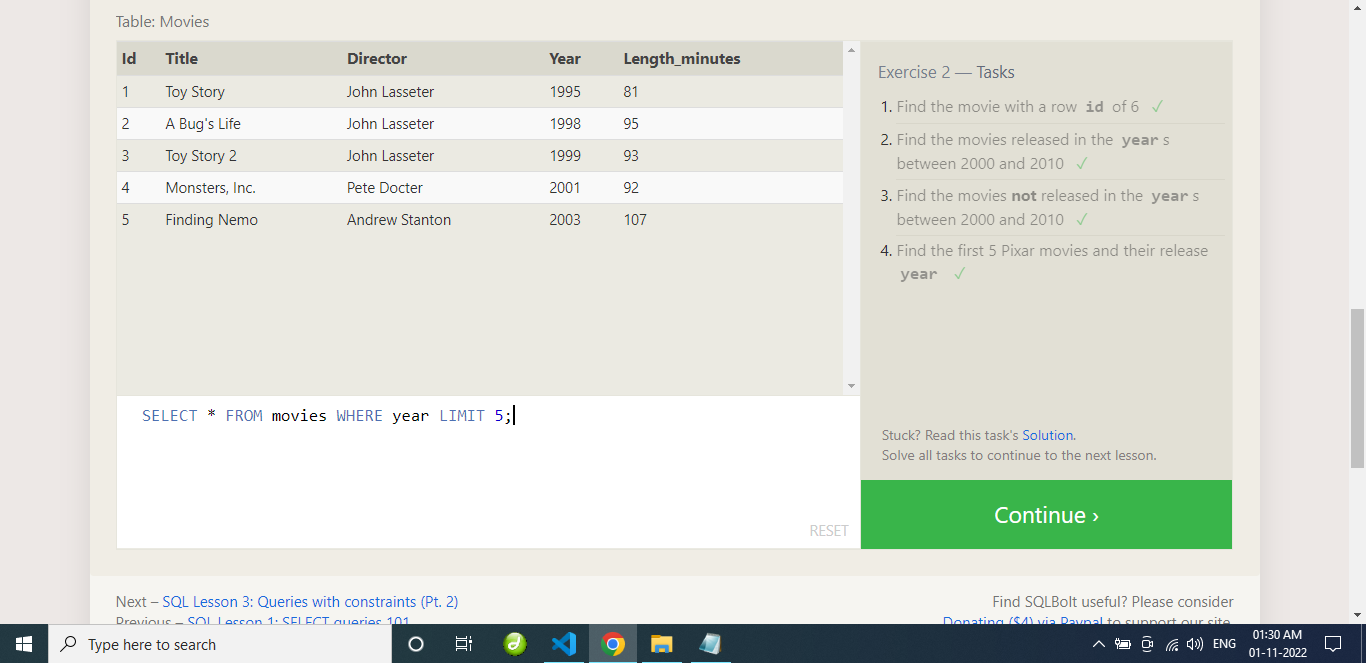 Table: Movies
Id Title Director Year Length_minutes
1 Toy Story John Lasseter 1995 81
2 A Bug's Life John Lasseter 1998 95
3 Toy Story 2 John Lasseter 1999 93
4 Monsters, Inc. Pete Docter 2001 92
5 Finding Nemo Andrew Stanton 2003 107
SELECT * FROM movies WHERE year LIMIT 5;
RESET
Exercise 2 — Tasks
1. Find the movie with a row id of 6 ✓
2. Find the movies released in the year s
between 2000 and 2010 ✓
3. Find the movies not released in the year s
between 2000 and 2010 ✓
4. Find the first 5 Pixar movies and their release
year ✓
Stuck? Read this task's Solution.
Solve all tasks to continue to the next lesson.
Continue ›
Next – SQL Lesson 3: Queries with constraints (Pt. 2)
Previous – SQL Lesson 1: SELECT queries 101
Find SQLBolt useful? Please consider
Donating ($4) via Paypal to support our site.
Type here to search
ENG
01:30 AM
01-11-2022